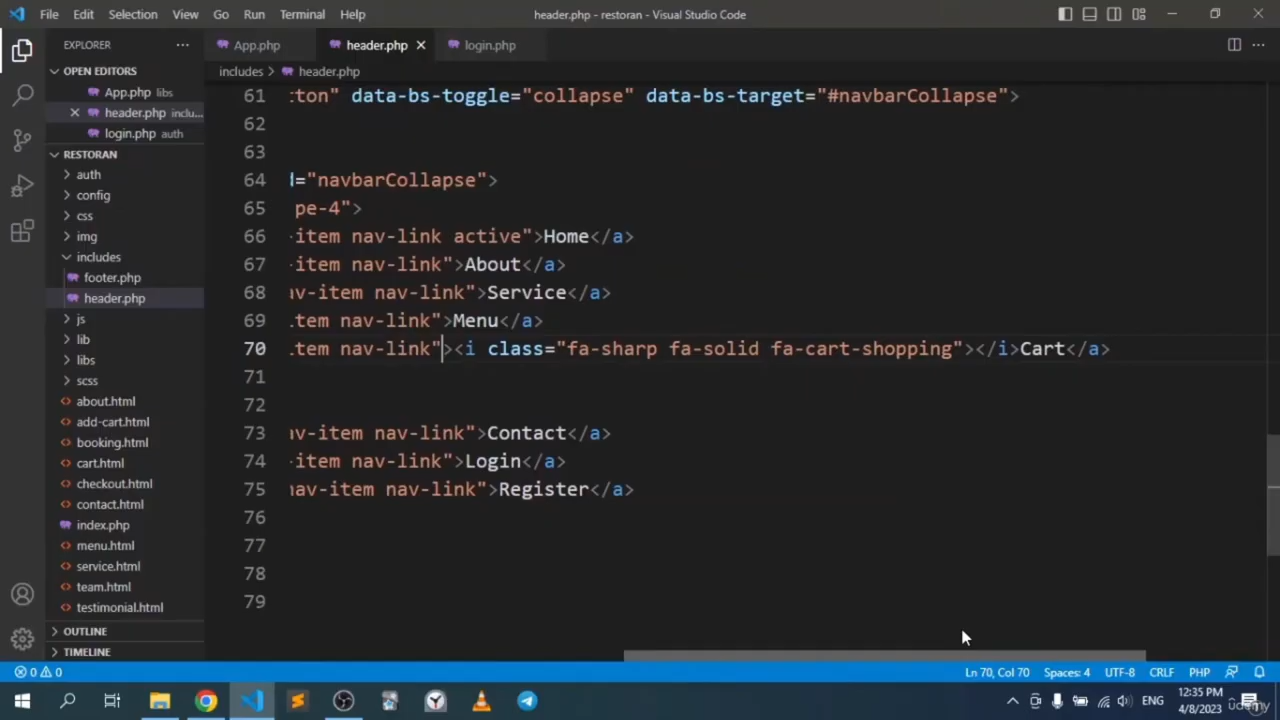 File Edit Selection View Go Run Terminal Help header.php - restoran - Visual Studio Code
EXPLORER
App.php header.php login.php
OPEN EDITORS
includes > header.php
App.php libs
header.php inclu...
login.php auth
RESTORAN
auth
config
css
img
includes
footer.php
header.php
js
lib
libs
scss
about.html
add-cart.html
booking.html
cart.html
checkout.html
contact.html
index.php
menu.html
service.html
team.html
testimonial.html
OUTLINE
TIMELINE
61 :ton" data-bs-toggle="collapse" data-bs-target="#navbarCollapse">
62
63
64 ="navbarCollapse">
65 pe-4">
66 -item nav-link active">Home</a>
67 -item nav-link">About</a>
68 v-item nav-link">Service</a>
69 .tem nav-link">Menu</a>
70 .tem nav-link"><i class="fa-sharp fa-solid fa-cart-shopping"></i>Cart</a>
71
72
73 v-item nav-link">Contact</a>
74 -item nav-link">Login</a>
75 nav-item nav-link">Register</a>
76
77
78
79
0 0 Ln 70, Col 70 Spaces: 4 UTF-8 CRLF PHP
ENG 12:35 PM
4/8/2023
udemy